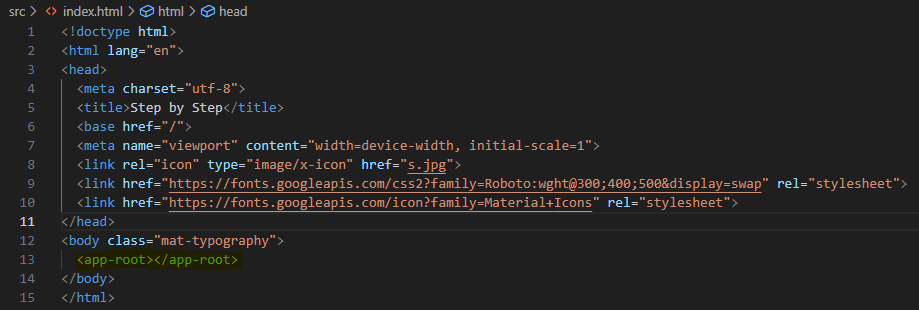 src > index.html > html > head
1 <!doctype html>
2 <html lang="en">
3 <head>
4 <meta charset="utf-8">
5 <title>Step by Step</title>
6 <base href="/">
7 <meta name="viewport" content="width=device-width, initial-scale=1">
8 <link rel="icon" type="image/x-icon" href="s.jpg">
9 <link href="https://fonts.googleapis.com/css2?family=Roboto:wght@300;400;500&display=swap" rel="stylesheet">
10 <link href="https://fonts.googleapis.com/icon?family=Material+Icons" rel="stylesheet">
11 </head>
12 <body class="mat-typography">
13 <app-root></app-root>
14 </body>
15 </html>